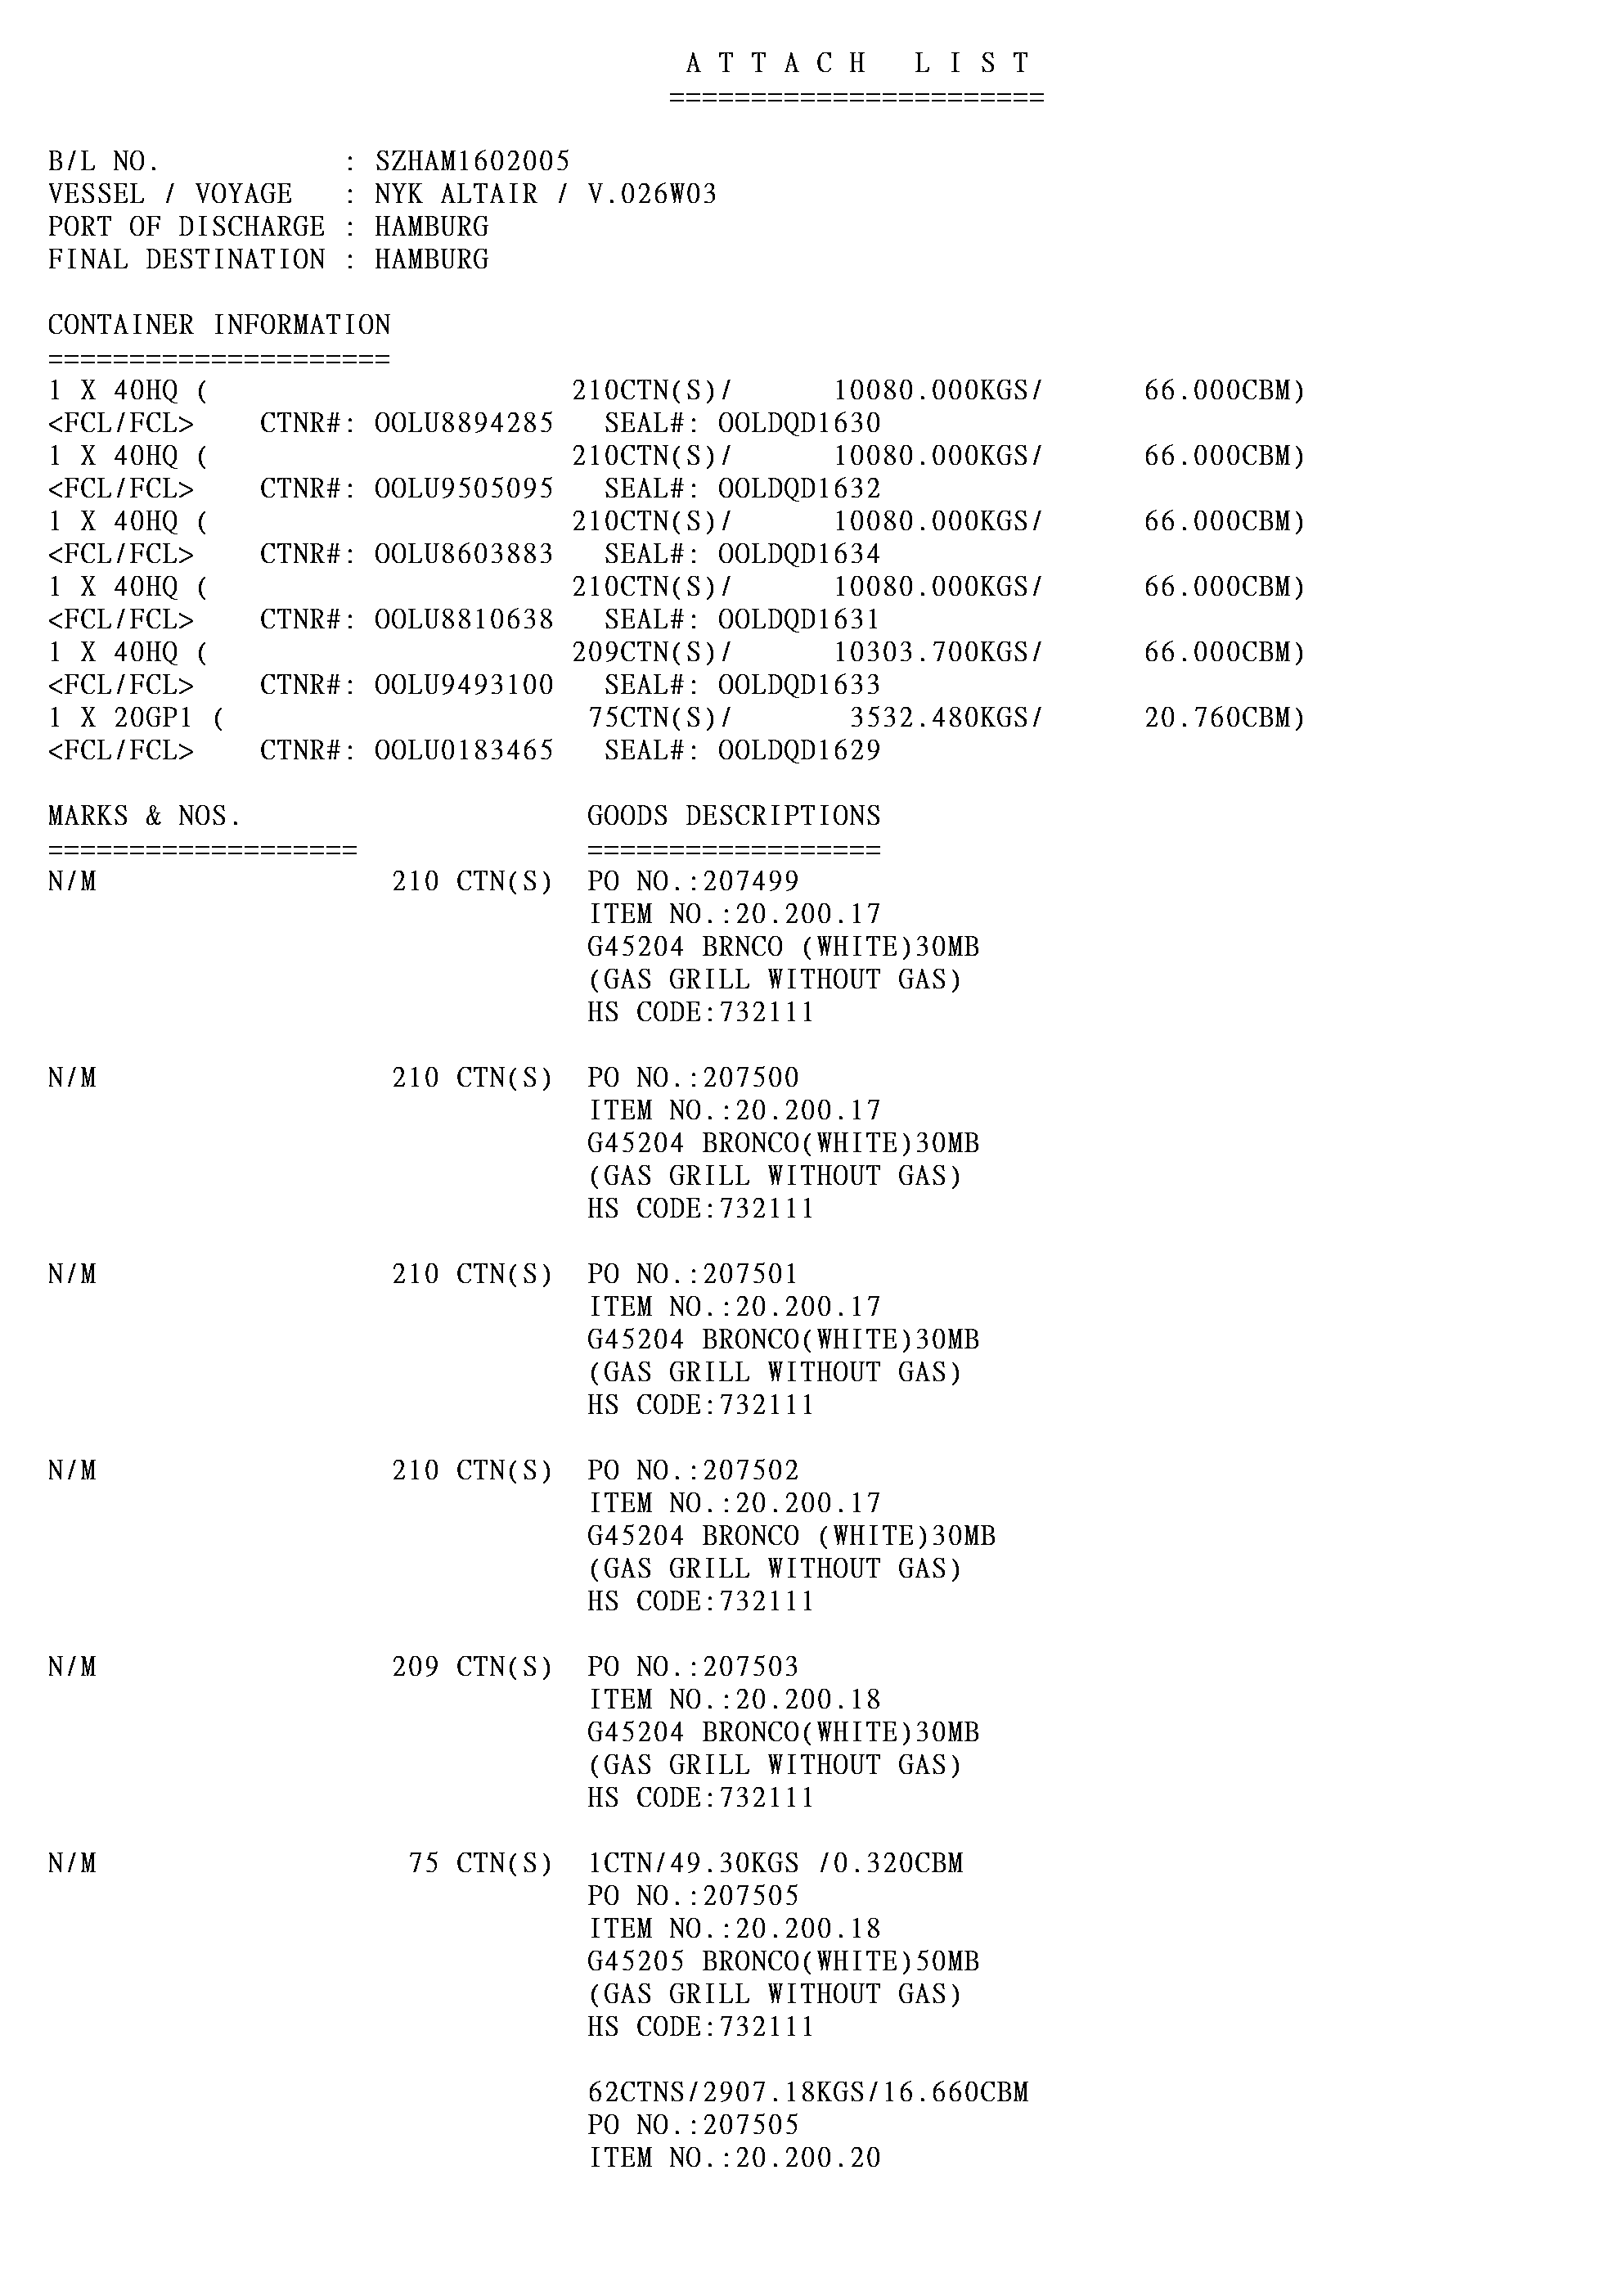 A T T A C H   L I S T
=======================
B/L NO. : SZHAM1602005
VESSEL / VOYAGE : NYK ALTAIR / V.026W03
PORT OF DISCHARGE : HAMBURG
FINAL DESTINATION : HAMBURG
CONTAINER INFORMATION
=====================
1 X 40HQ ( 210CTN(S)/ 10080.000KGS/ 66.000CBM)
<FCL/FCL> CTNR#: OOLU8894285 SEAL#: OOLDQD1630
1 X 40HQ ( 210CTN(S)/ 10080.000KGS/ 66.000CBM)
<FCL/FCL> CTNR#: OOLU9505095 SEAL#: OOLDQD1632
1 X 40HQ ( 210CTN(S)/ 10080.000KGS/ 66.000CBM)
<FCL/FCL> CTNR#: OOLU8603883 SEAL#: OOLDQD1634
1 X 40HQ ( 210CTN(S)/ 10080.000KGS/ 66.000CBM)
<FCL/FCL> CTNR#: OOLU8810638 SEAL#: OOLDQD1631
1 X 40HQ ( 209CTN(S)/ 10303.700KGS/ 66.000CBM)
<FCL/FCL> CTNR#: OOLU9493100 SEAL#: OOLDQD1633
1 X 20GP1 ( 75CTN(S)/ 3532.480KGS/ 20.760CBM)
<FCL/FCL> CTNR#: OOLU0183465 SEAL#: OOLDQD1629
MARKS & NOS. GOODS DESCRIPTIONS
=================== ==================
N/M 210 CTN(S) PO NO.:207499
ITEM NO.:20.200.17
G45204 BRNCO (WHITE)30MB
(GAS GRILL WITHOUT GAS)
HS CODE:732111
N/M 210 CTN(S) PO NO.:207500
ITEM NO.:20.200.17
G45204 BRONCO(WHITE)30MB
(GAS GRILL WITHOUT GAS)
HS CODE:732111
N/M 210 CTN(S) PO NO.:207501
ITEM NO.:20.200.17
G45204 BRONCO(WHITE)30MB
(GAS GRILL WITHOUT GAS)
HS CODE:732111
N/M 210 CTN(S) PO NO.:207502
ITEM NO.:20.200.17
G45204 BRONCO (WHITE)30MB
(GAS GRILL WITHOUT GAS)
HS CODE:732111
N/M 209 CTN(S) PO NO.:207503
ITEM NO.:20.200.18
G45204 BRONCO(WHITE)30MB
(GAS GRILL WITHOUT GAS)
HS CODE:732111
N/M 75 CTN(S) 1CTN/49.30KGS /0.320CBM
PO NO.:207505
ITEM NO.:20.200.18
G45205 BRONCO(WHITE)50MB
(GAS GRILL WITHOUT GAS)
HS CODE:732111
62CTNS/2907.18KGS/16.660CBM
PO NO.:207505
ITEM NO.:20.200.20